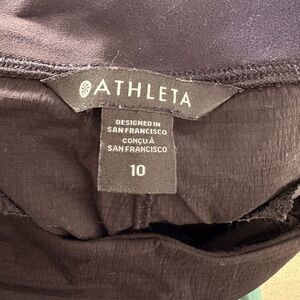 ATHLETA
DESIGNED IN
SAN FRANCISCO
CONÇU À
SAN FRANCISCO
10